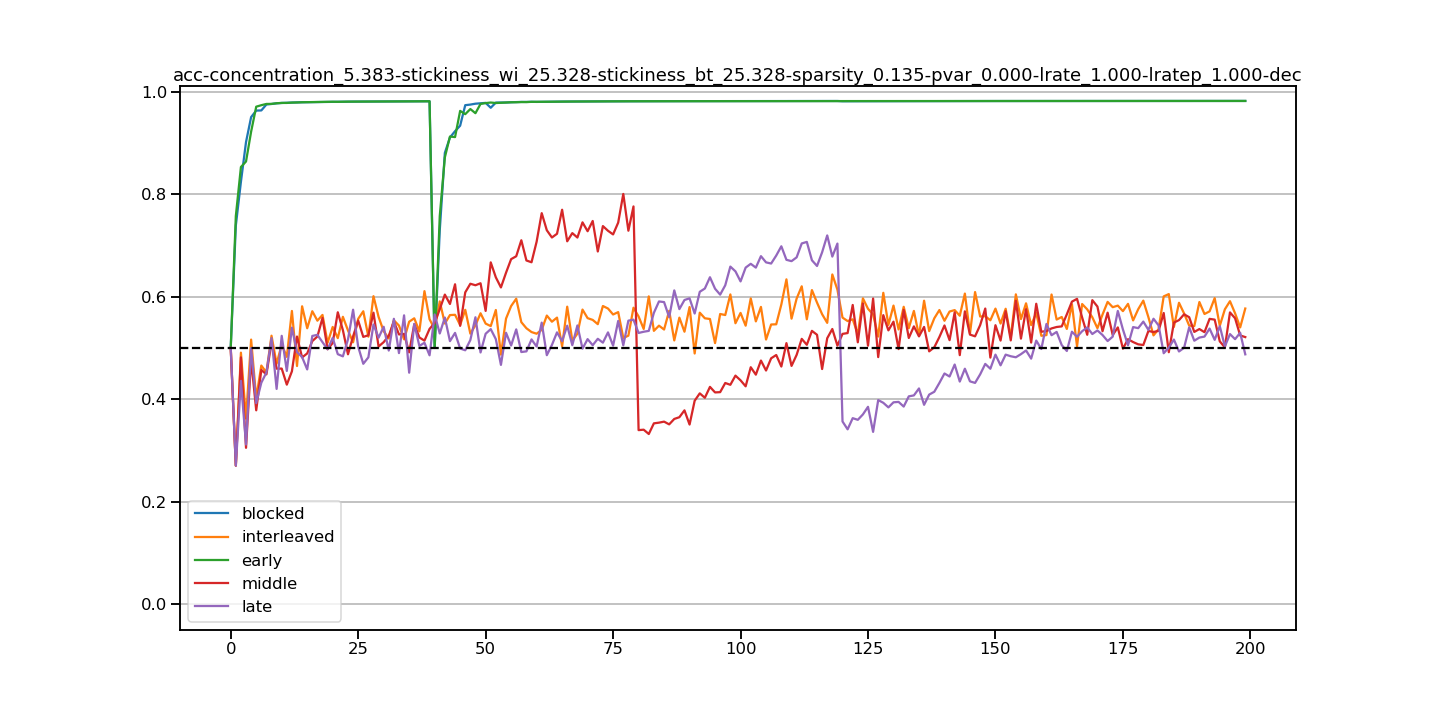 acc-concentration_5.383-stickiness_wi_25.328-stickiness_bt_25.328-sparsity_0.135-pvar_0.000-lrate_1.000-lratep_1.000-dec
1.0
0.8
0.6
0.4
0.2
0.0
blocked
interleaved
early
middle
late
0 25 50 75 100 125 150 175 200